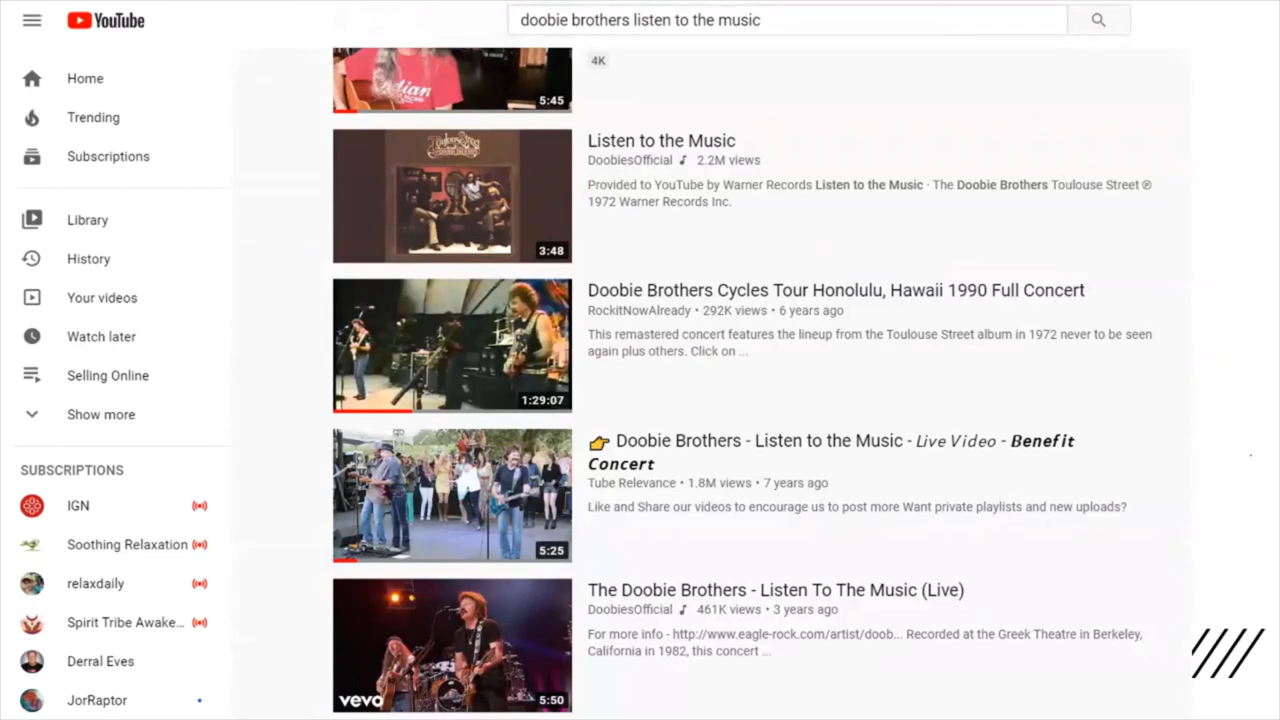 YouTube
doobie brothers listen to the music
Home
Trending
Subscriptions
Library
History
Your videos
Watch later
Selling Online
Show more
SUBSCRIPTIONS
IGN
Soothing Relaxation
relaxdaily
Spirit Tribe Awake...
Derral Eves
JorRaptor
4K
Indian
5:45
Toulouse Street
3:48
Listen to the Music
DoobiesOfficial 2.2M views
Provided to YouTube by Warner Records Listen to the Music · The Doobie Brothers Toulouse Street ℗
1972 Warner Records Inc.
1:29:07
Doobie Brothers Cycles Tour Honolulu, Hawaii 1990 Full Concert
RockitNowAlready • 292K views • 6 years ago
This remastered concert features the lineup from the Toulouse Street album in 1972 never to be seen
again plus others. Click on ...
5:25
👉 Doobie Brothers - Listen to the Music - Live Video - Benefit
Concert
Tube Relevance • 1.8M views • 7 years ago
Like and Share our videos to encourage us to post more Want private playlists and new uploads?
vevo
5:50
The Doobie Brothers - Listen To The Music (Live)
DoobiesOfficial 461K views • 3 years ago
For more info - http://www.eagle-rock.com/artist/doob... Recorded at the Greek Theatre in Berkeley,
California in 1982, this concert ...